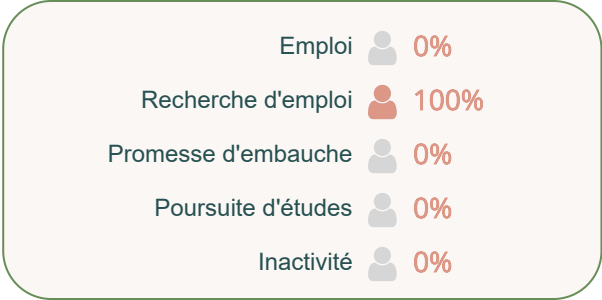 Emploi 0%
Recherche d'emploi 100%
Promesse d'embauche 0%
Poursuite d'études 0%
Inactivité 0%